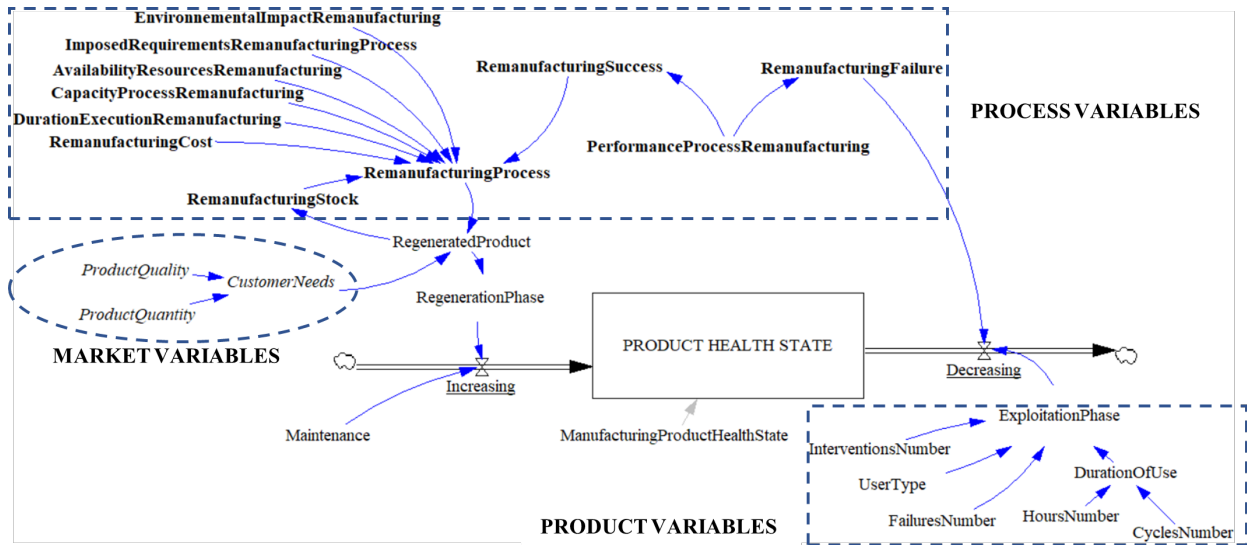 EnvironnementalImpactRemanufacturing
ImposedRequirementsRemanufacturingProcess
AvailabilityResourcesRemanufacturing
RemanufacturingSuccess
RemanufacturingFailure
CapacityProcessRemanufacturing
DurationExecutionRemanufacturing
PROCESS VARIABLES
RemanufacturingCost
PerformanceProcessRemanufacturing
RemanufacturingProcess
RemanufacturingStock
RegeneratedProduct
ProductQuality
CustomerNeeds
RegenerationPhase
ProductQuantity
MARKET VARIABLES
PRODUCT HEALTH STATE
Increasing
Decreasing
Maintenance
ManufacturingProductHealthState
ExploitationPhase
InterventionsNumber
UserType
DurationOfUse
FailuresNumber
HoursNumber
CyclesNumber
PRODUCT VARIABLES